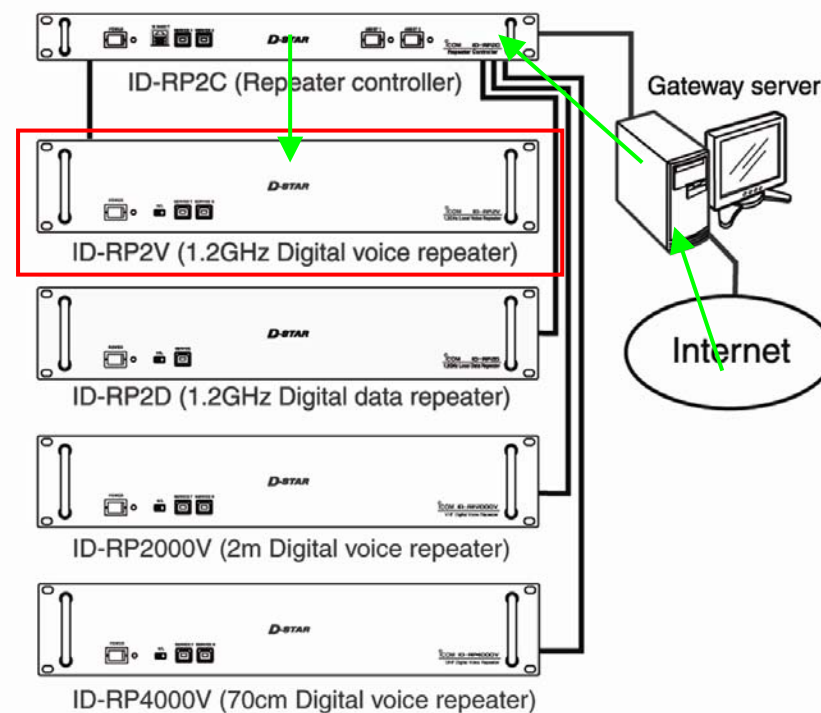 D-STAR
ID-RP2C (Repeater controller)
Gateway server
D-STAR
ID-RP2V (1.2GHz Digital voice repeater)
Internet
D-STAR
ID-RP2D (1.2GHz Digital data repeater)
D-STAR
ID-RP2000V (2m Digital voice repeater)
D-STAR
ID-RP4000V (70cm Digital voice repeater)